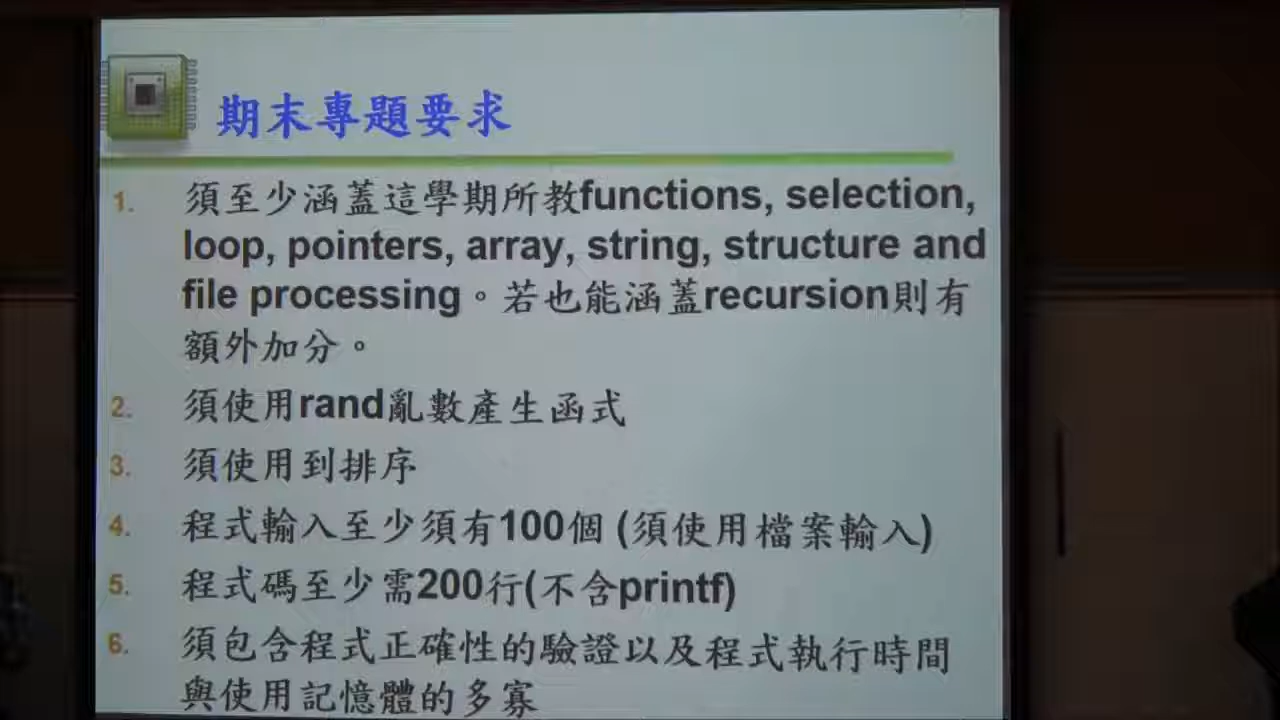 期末專題要求
1. 須至少涵蓋這學期所教functions, selection,
loop, pointers, array, string, structure and
file processing。若也能涵蓋recursion則有
額外加分。
2. 須使用rand亂數產生函式
3. 須使用到排序
4. 程式輸入至少須有100個 (須使用檔案輸入)
5. 程式碼至少需200行(不含printf)
6. 須包含程式正確性的驗證以及程式執行時間
與使用記憶體的多寡